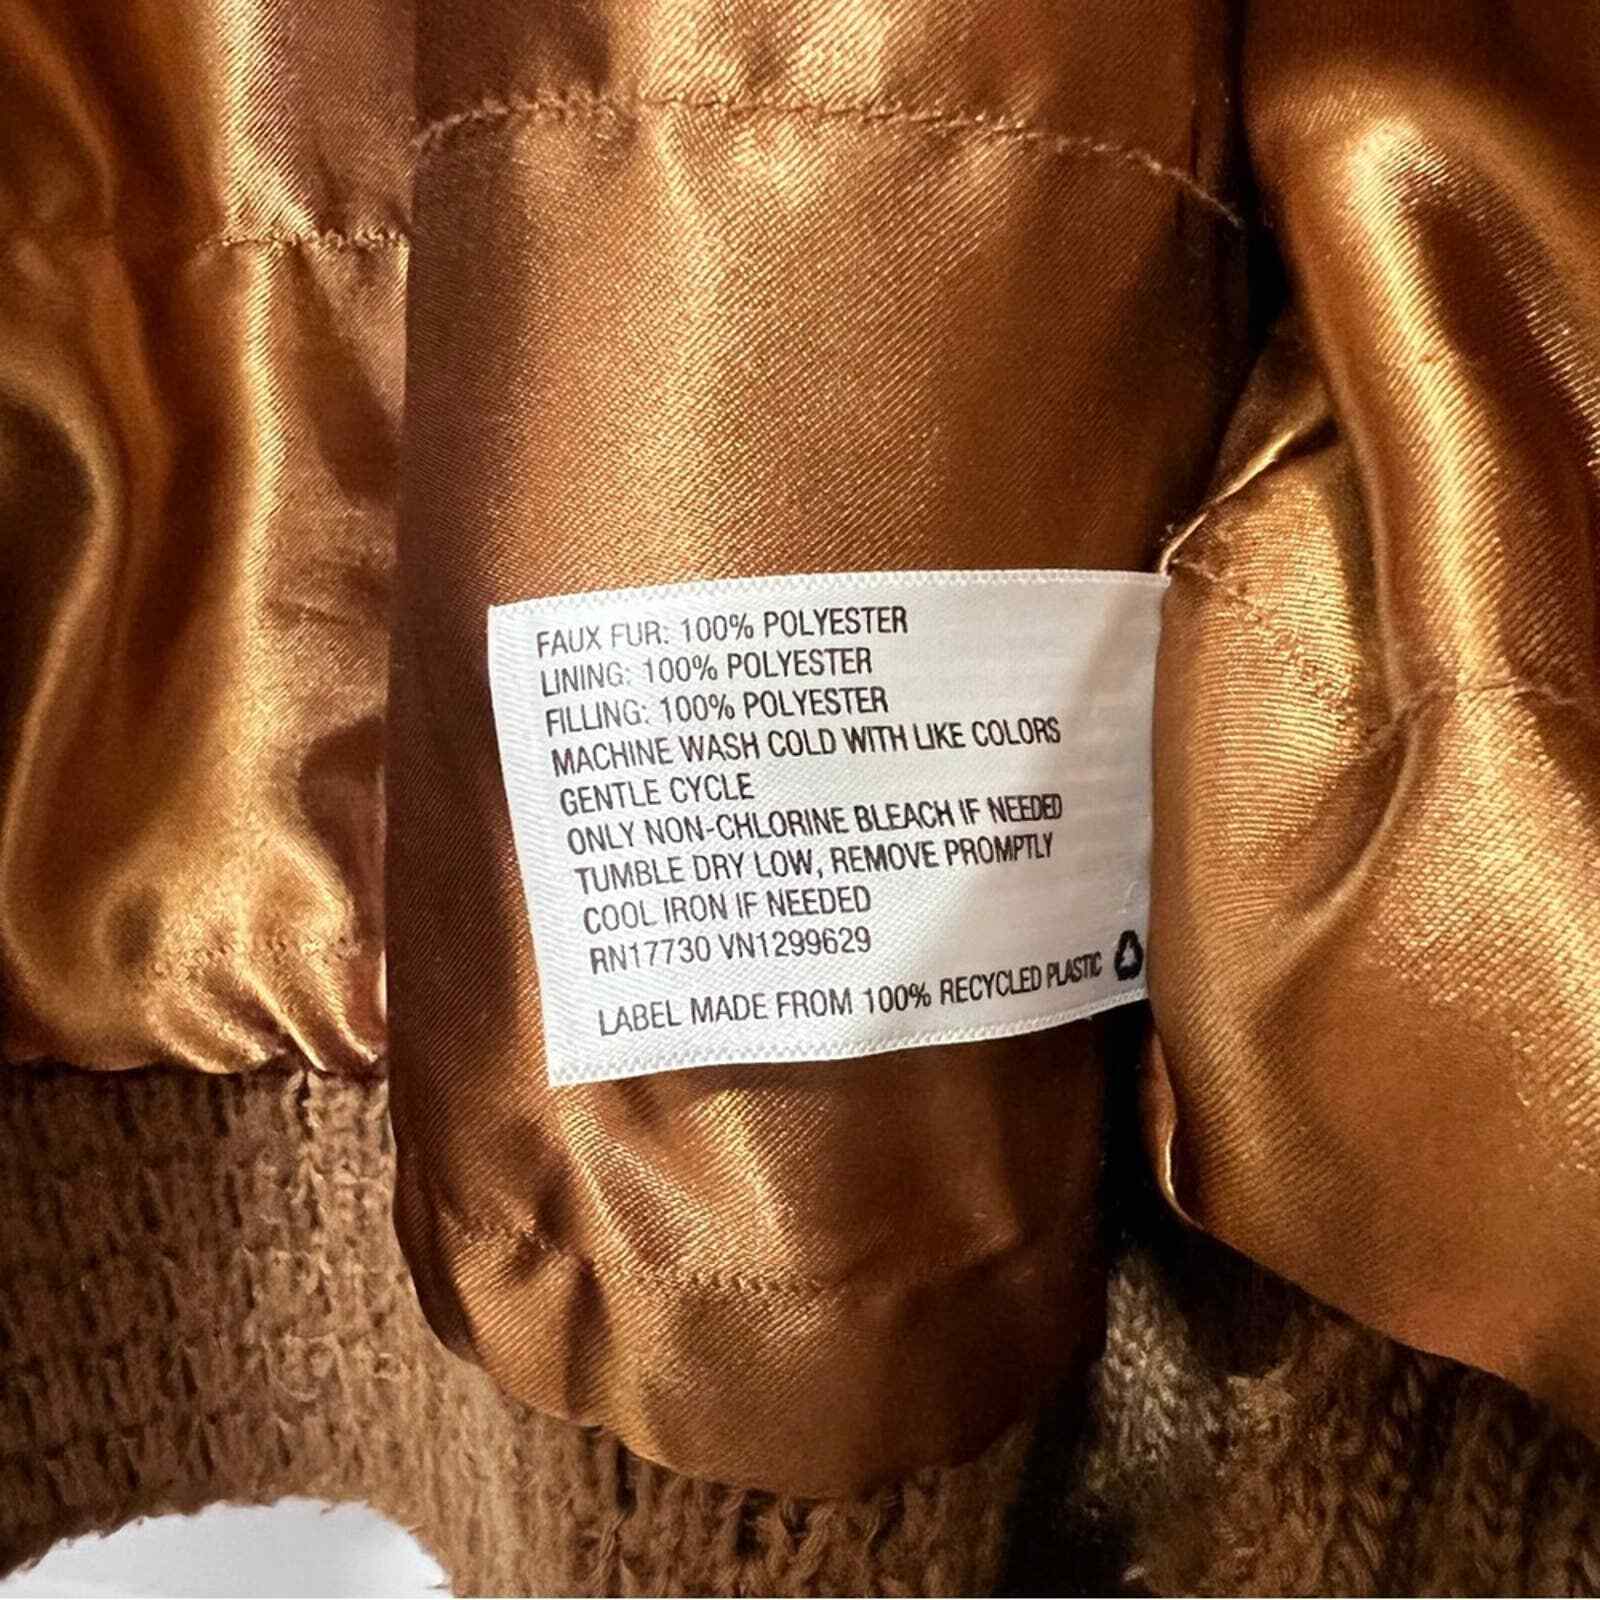 FAUX FUR: 100% POLYESTER
LINING: 100% POLYESTER
FILLING: 100% POLYESTER
MACHINE WASH COLD WITH LIKE COLORS
GENTLE CYCLE
ONLY NON-CHLORINE BLEACH IF NEEDED
TUMBLE DRY LOW, REMOVE PROMPTLY
COOL IRON IF NEEDED
RN17730 VN1299629
LABEL MADE FROM 100% RECYCLED PLASTIC